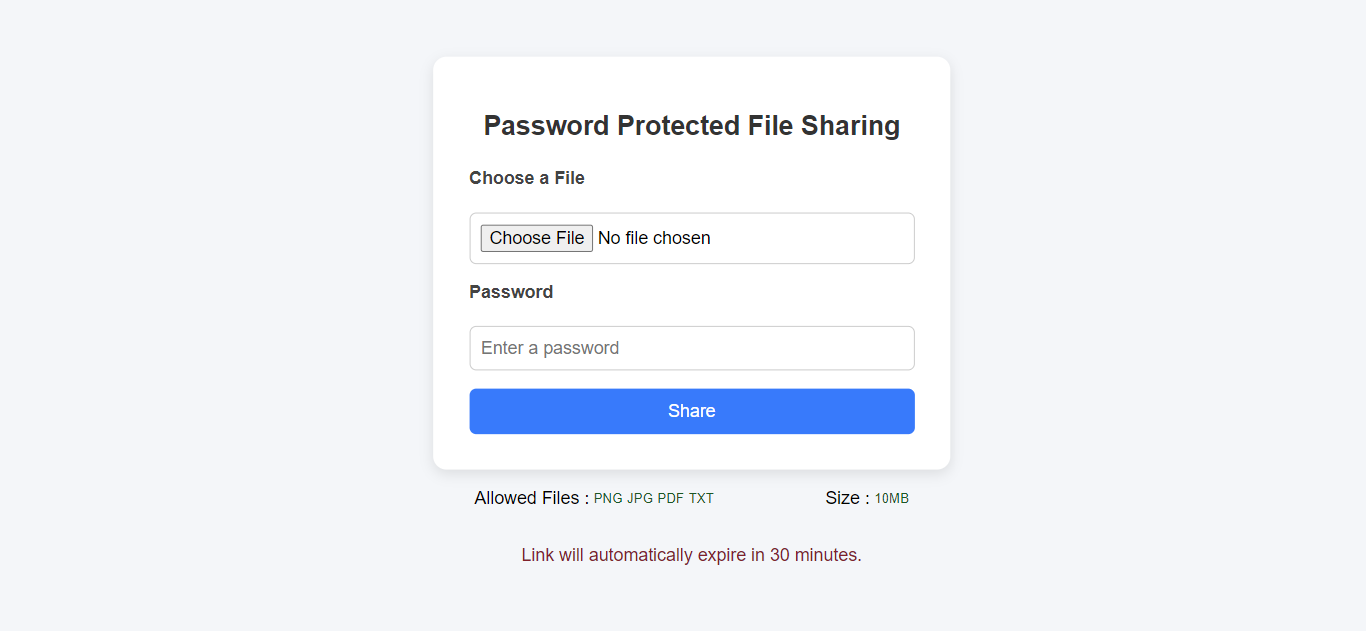 Password Protected File Sharing
Choose a File
Choose File No file chosen
Password
Enter a password
Share
Allowed Files : PNG JPG PDF TXT Size : 10MB
Link will automatically expire in 30 minutes.